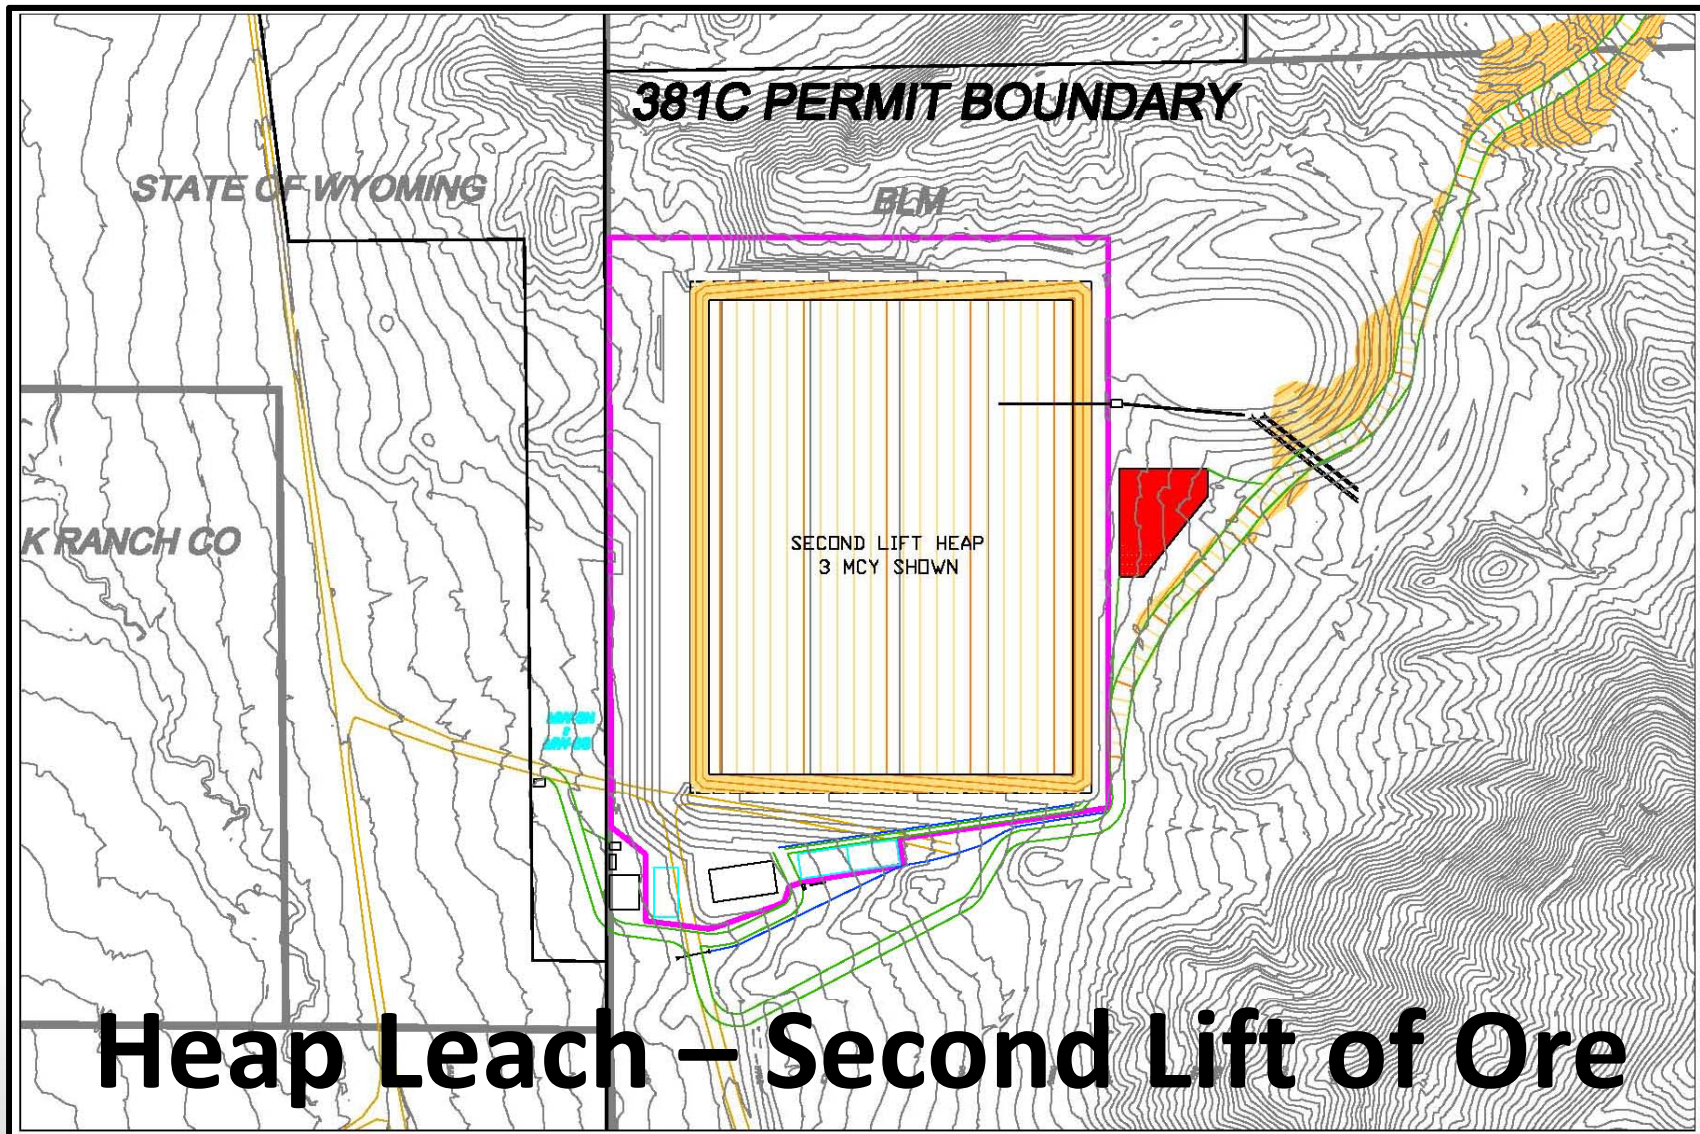 381C PERMIT BOUNDARY
STATE OF WYOMING
BLM
K RANCH CO
SECOND LIFT HEAP
3 MCY SHOWN
Heap Leach – Second Lift of Ore